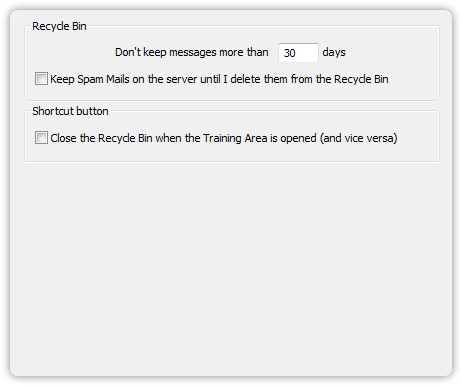 Recycle Bin
Don't keep messages more than 30 days
Keep Spam Mails on the server until I delete them from the Recycle Bin
Shortcut button
Close the Recycle Bin when the Training Area is opened (and vice versa)